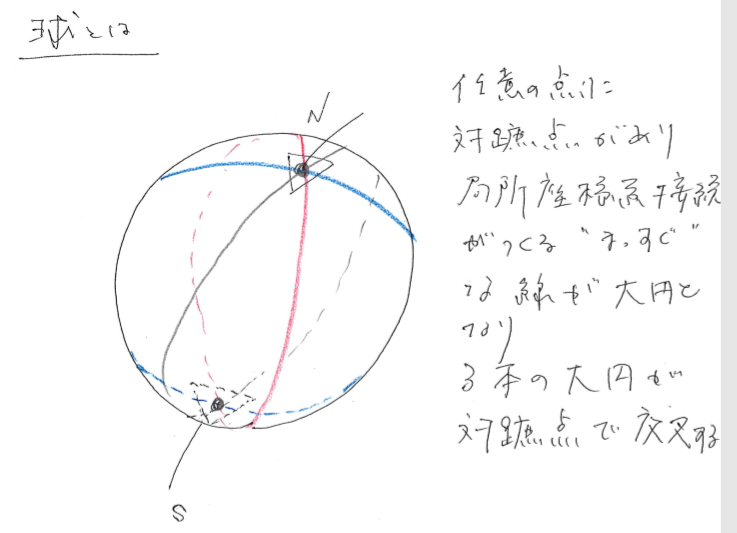 球とは
N
任意の点に
対蹠点があり
局所座標系接続
がつくる "まっすぐ"
な線が大円と
なり
3本の大円が
対蹠点で交叉する
S